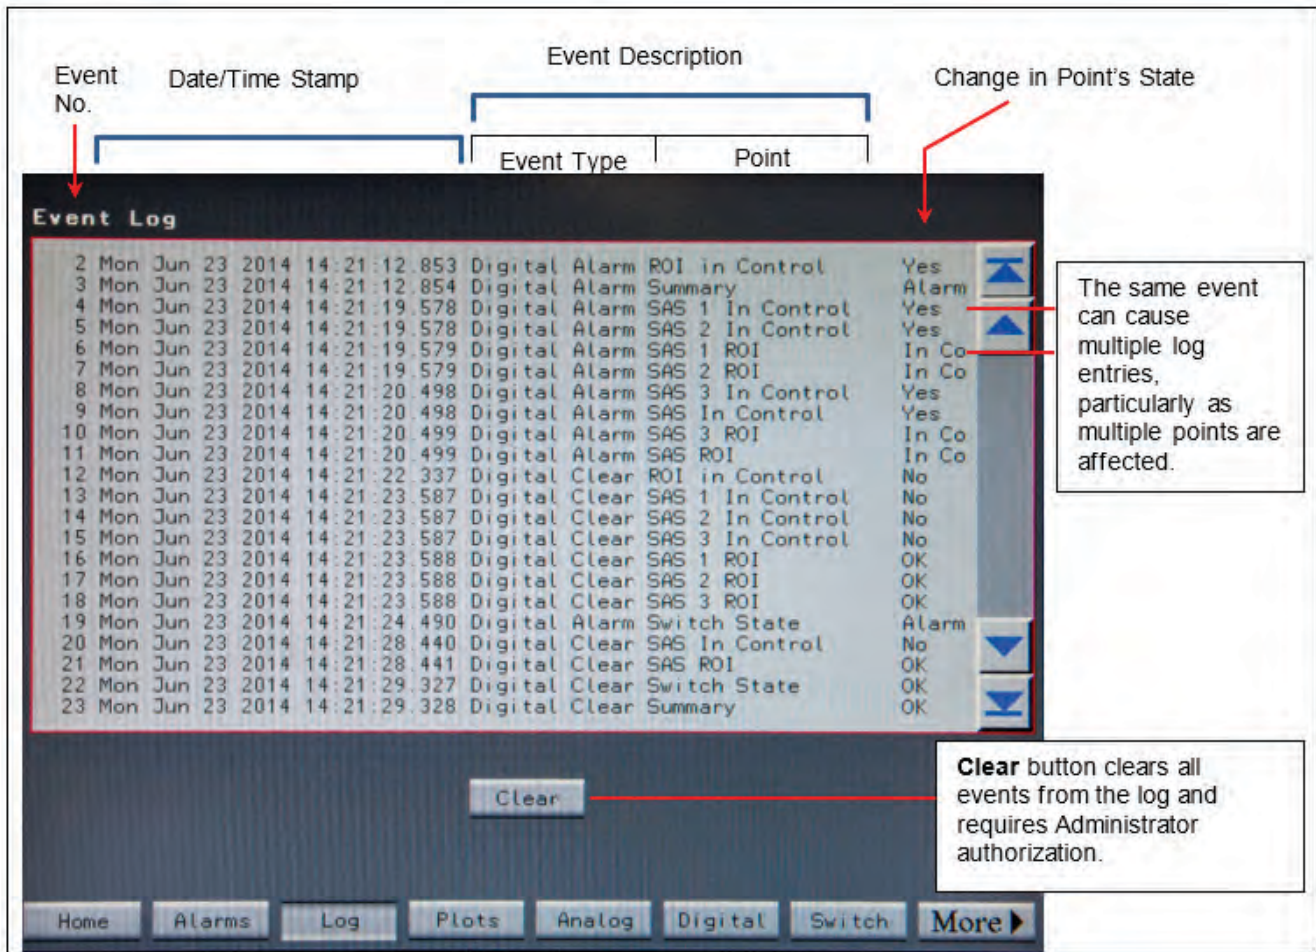 Event No.
Date/Time Stamp
Event Description
Change in Point's State
Event Type
Point
Event Log
2 Mon Jun 23 2014 14:21:12.853 Digital Alarm ROI in Control Yes
3 Mon Jun 23 2014 14:21:12.854 Digital Alarm Summary Alarm
4 Mon Jun 23 2014 14:21:19.578 Digital Alarm SAS 1 In Control Yes
5 Mon Jun 23 2014 14:21:19.578 Digital Alarm SAS 2 In Control Yes
6 Mon Jun 23 2014 14:21:19.579 Digital Alarm SAS 1 ROI In Co
7 Mon Jun 23 2014 14:21:19.579 Digital Alarm SAS 2 ROI In Co
8 Mon Jun 23 2014 14:21:20.498 Digital Alarm SAS 3 In Control Yes
9 Mon Jun 23 2014 14:21:20.498 Digital Alarm SAS In Control Yes
10 Mon Jun 23 2014 14:21:20.499 Digital Alarm SAS 3 ROI In Co
11 Mon Jun 23 2014 14:21:20.499 Digital Alarm SAS ROI In Co
12 Mon Jun 23 2014 14:21:22.337 Digital Clear ROI in Control No
13 Mon Jun 23 2014 14:21:23.587 Digital Clear SAS 1 In Control No
14 Mon Jun 23 2014 14:21:23.587 Digital Clear SAS 2 In Control No
15 Mon Jun 23 2014 14:21:23.587 Digital Clear SAS 3 In Control No
16 Mon Jun 23 2014 14:21:23.588 Digital Clear SAS 1 ROI OK
17 Mon Jun 23 2014 14:21:23.588 Digital Clear SAS 2 ROI OK
18 Mon Jun 23 2014 14:21:23.588 Digital Clear SAS 3 ROI OK
19 Mon Jun 23 2014 14:21:24.490 Digital Alarm Switch State Alarm
20 Mon Jun 23 2014 14:21:28.440 Digital Clear SAS In Control No
21 Mon Jun 23 2014 14:21:28.441 Digital Clear SAS ROI OK
22 Mon Jun 23 2014 14:21:29.327 Digital Clear Switch State OK
23 Mon Jun 23 2014 14:21:29.328 Digital Clear Summary OK
The same event
can cause
multiple log
entries,
particularly as
multiple points are
affected.
Clear
Clear button clears all
events from the log and
requires Administrator
authorization.
Home
Alarms
Log
Plots
Analog
Digital
Switch
More